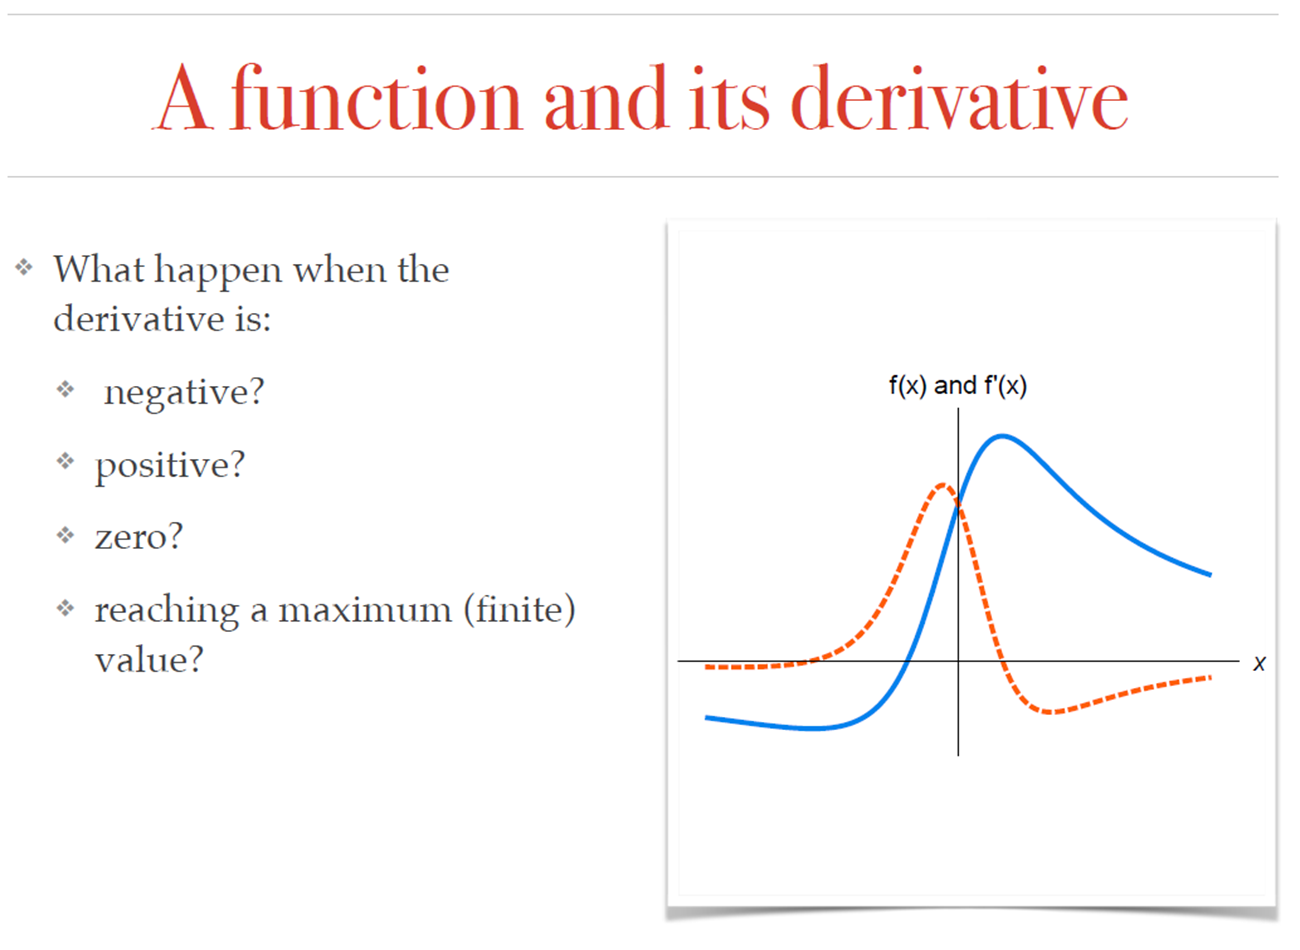 A function and its derivative
What happen when the
derivative is:
negative?
positive?
zero?
reaching a maximum (finite)
value?
f(x) and f'(x)
x